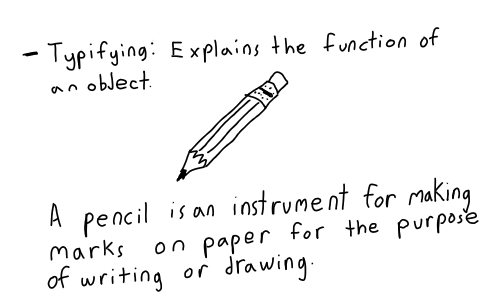 - Typifying: Explains the function of
an object.
A pencil is an instrument for making
marks on paper for the purpose
of writing or drawing.